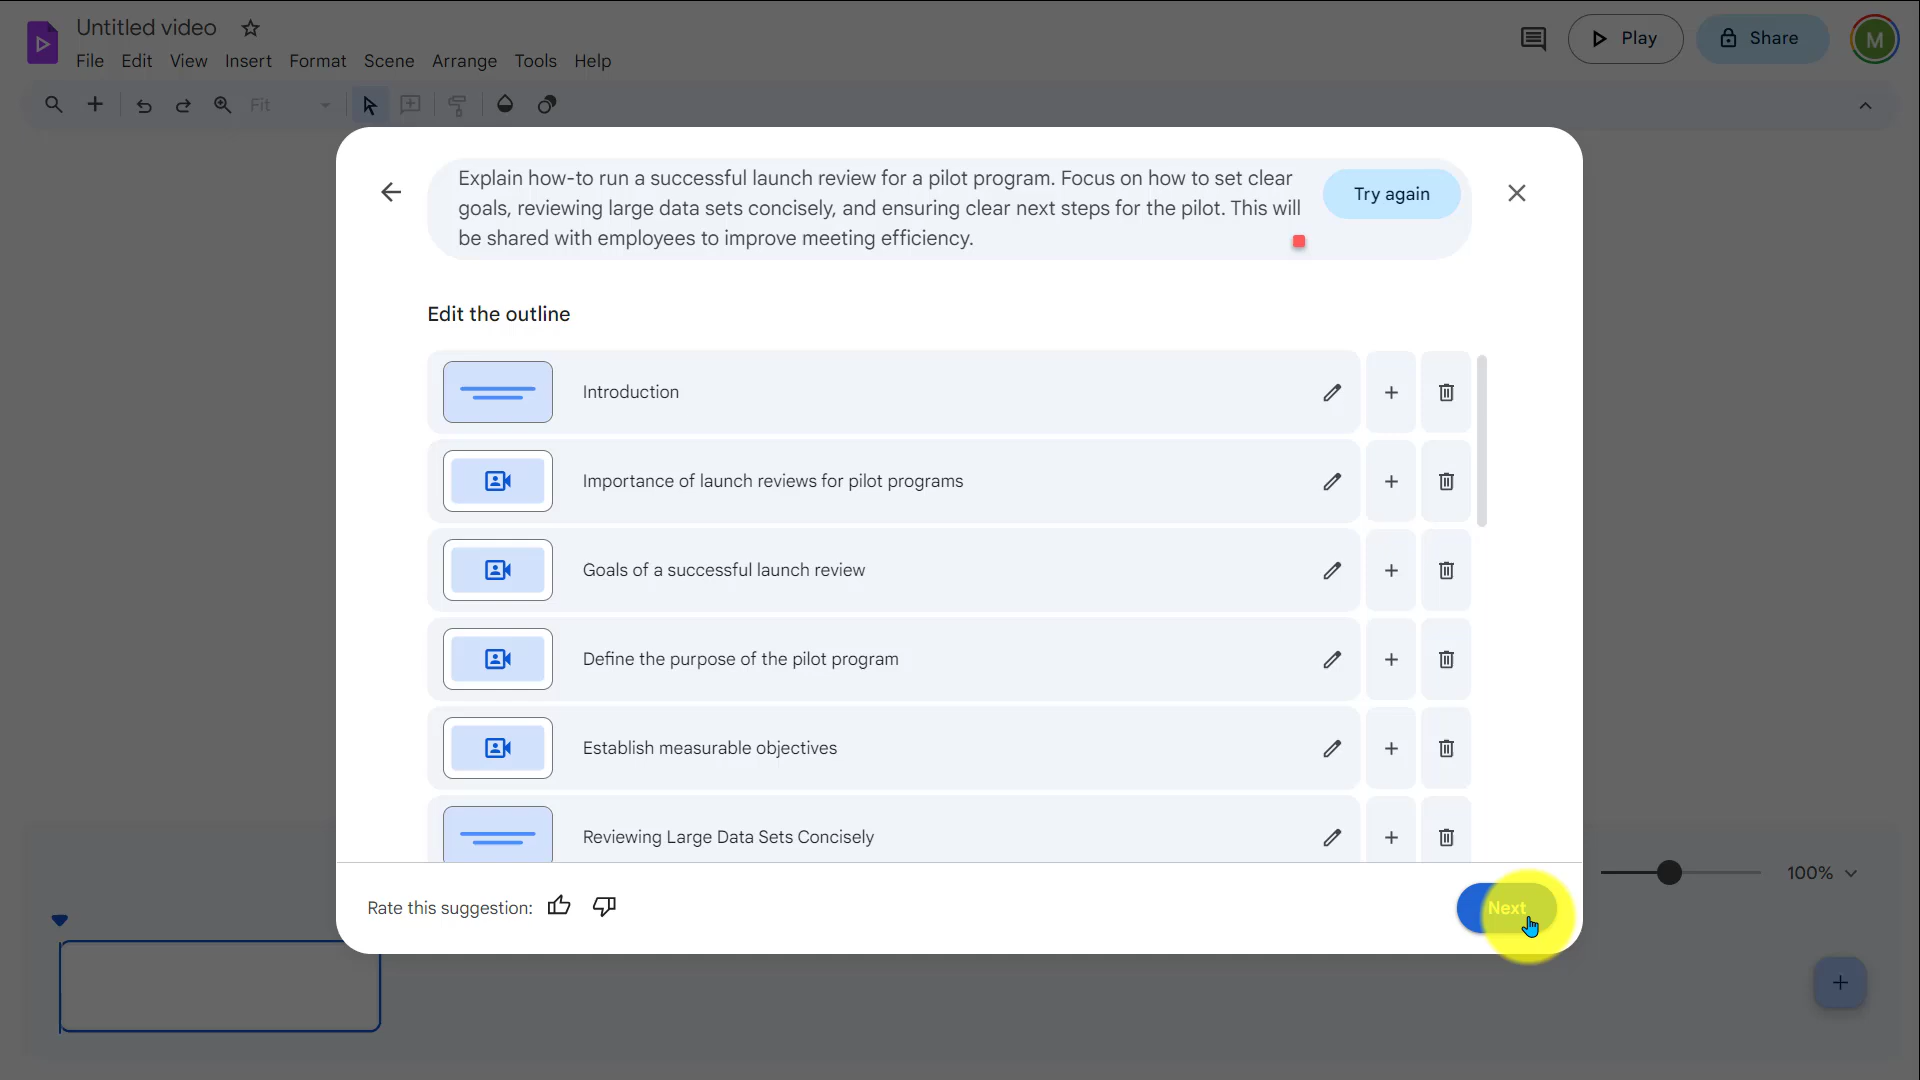 Untitled video
File Edit View Insert Format Scene Arrange Tools Help
Play
Share
M
Fit
Explain how-to run a successful launch review for a pilot program. Focus on how to set clear
goals, reviewing large data sets concisely, and ensuring clear next steps for the pilot. This will
be shared with employees to improve meeting efficiency.
Try again
Edit the outline
Introduction
Importance of launch reviews for pilot programs
Goals of a successful launch review
Define the purpose of the pilot program
Establish measurable objectives
Reviewing Large Data Sets Concisely
100%
Rate this suggestion:
Next